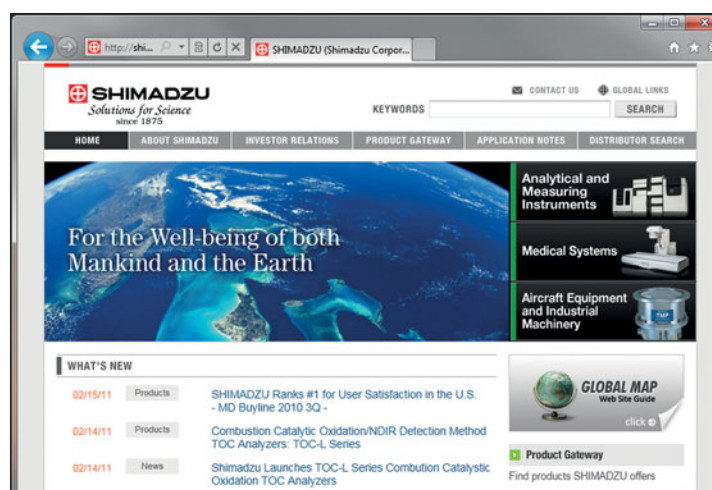 http://shi...
SHIMADZU (Shimadzu Corpor...
SHIMADZU
Solutions for Science
since 1875
CONTACT US
GLOBAL LINKS
KEYWORDS
SEARCH
HOME
ABOUT SHIMADZU
INVESTOR RELATIONS
PRODUCT GATEWAY
APPLICATION NOTES
DISTRIBUTOR SEARCH
For the Well-being of both
Mankind and the Earth
Analytical and
Measuring
Instruments
Medical Systems
Aircraft Equipment
and Industrial
Machinery
TMP
WHAT'S NEW
02/15/11 Products SHIMADZU Ranks #1 for User Satisfaction in the U.S.
- MD Buyline 2010 3Q -
02/14/11 Products Combustion Catalytic Oxidation/NDIR Detection Method
TOC Analyzers: TOC-L Series
02/14/11 News Shimadzu Launches TOC-L Series Combution Catalystic
Oxidation TOC Analyzers
GLOBAL MAP
Web Site Guide
click
Product Gateway
Find products SHIMADZU offers